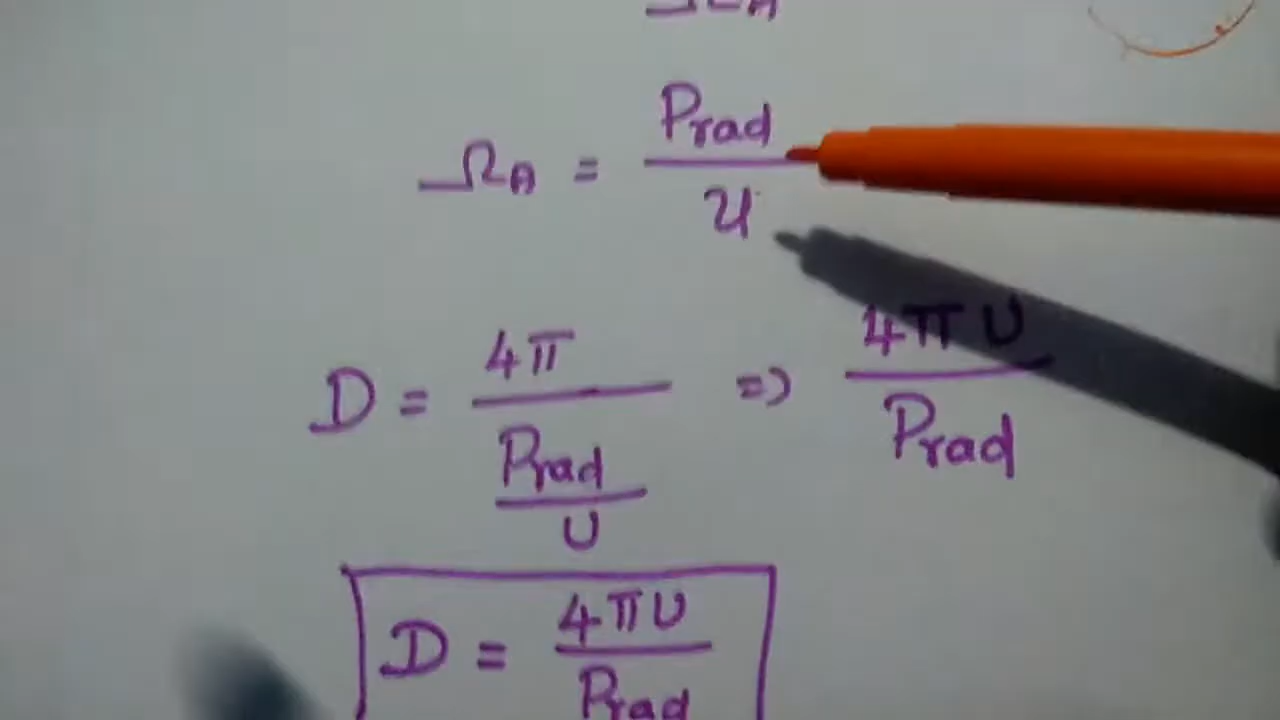 Ω_A = P_rad / U
D = 4π / (P_rad / U) => 4πU / P_rad
D = 4πU / P_rad